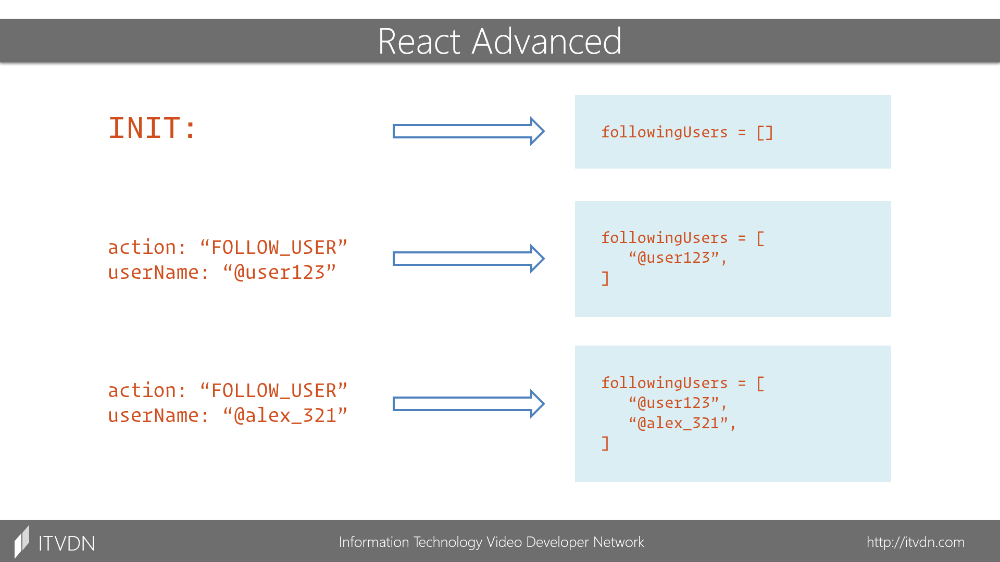 React Advanced
INIT:
followingUsers = []
action: “FOLLOW_USER”
userName: “@user123”
followingUsers = [
“@user123”,
]
action: “FOLLOW_USER”
userName: “@alex_321”
followingUsers = [
“@user123”,
“@alex_321”,
]
ITVDN
Information Technology Video Developer Network
http://itvdn.com